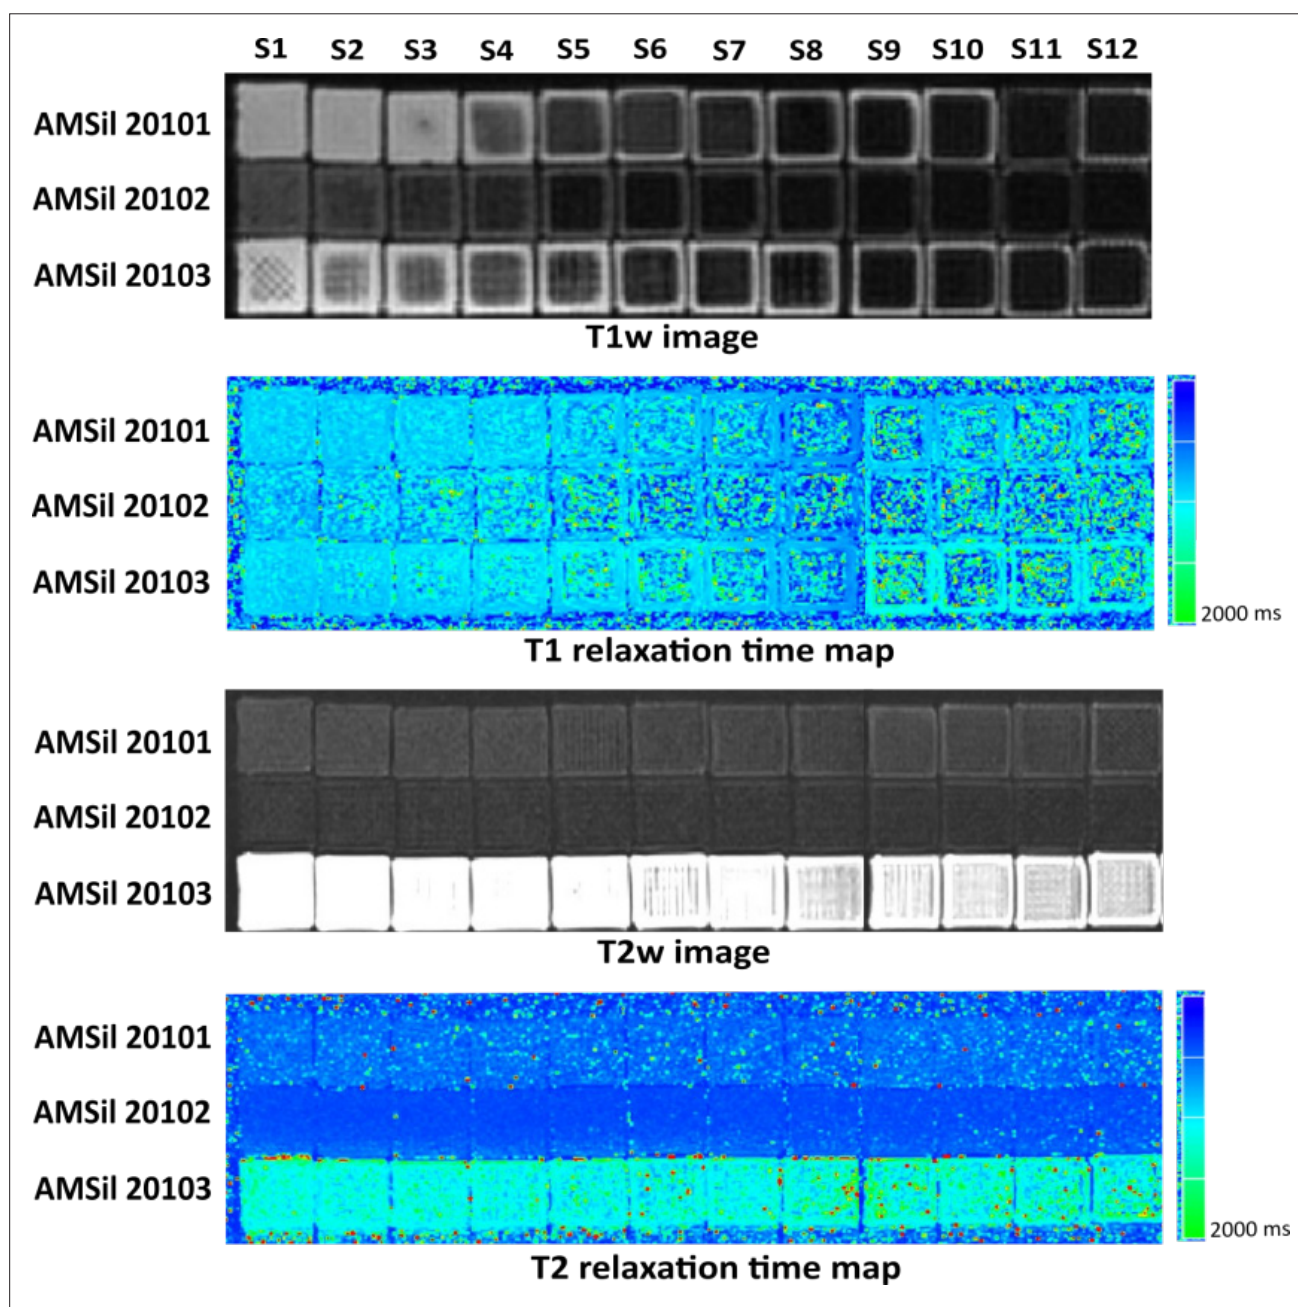 S1 S2 S3 S4 S5 S6 S7 S8 S9 S10 S11 S12
AMSil 20101
AMSil 20102
AMSil 20103
T1w image
AMSil 20101
AMSil 20102
AMSil 20103
2000 ms
T1 relaxation time map
AMSil 20101
AMSil 20102
AMSil 20103
T2w image
AMSil 20101
AMSil 20102
AMSil 20103
2000 ms
T2 relaxation time map